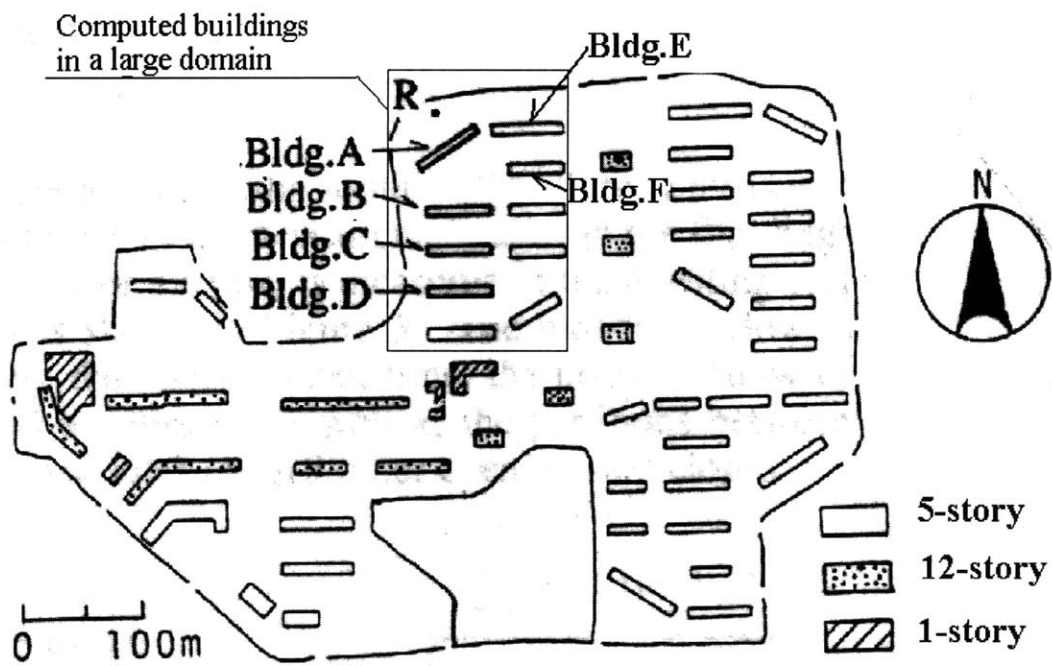 Computed buildings
in a large domain
Bldg.E
R.
Bldg.A
Bldg.B
Bldg.F
Bldg.C
Bldg.D
N
5-story
12-story
1-story
0 100m